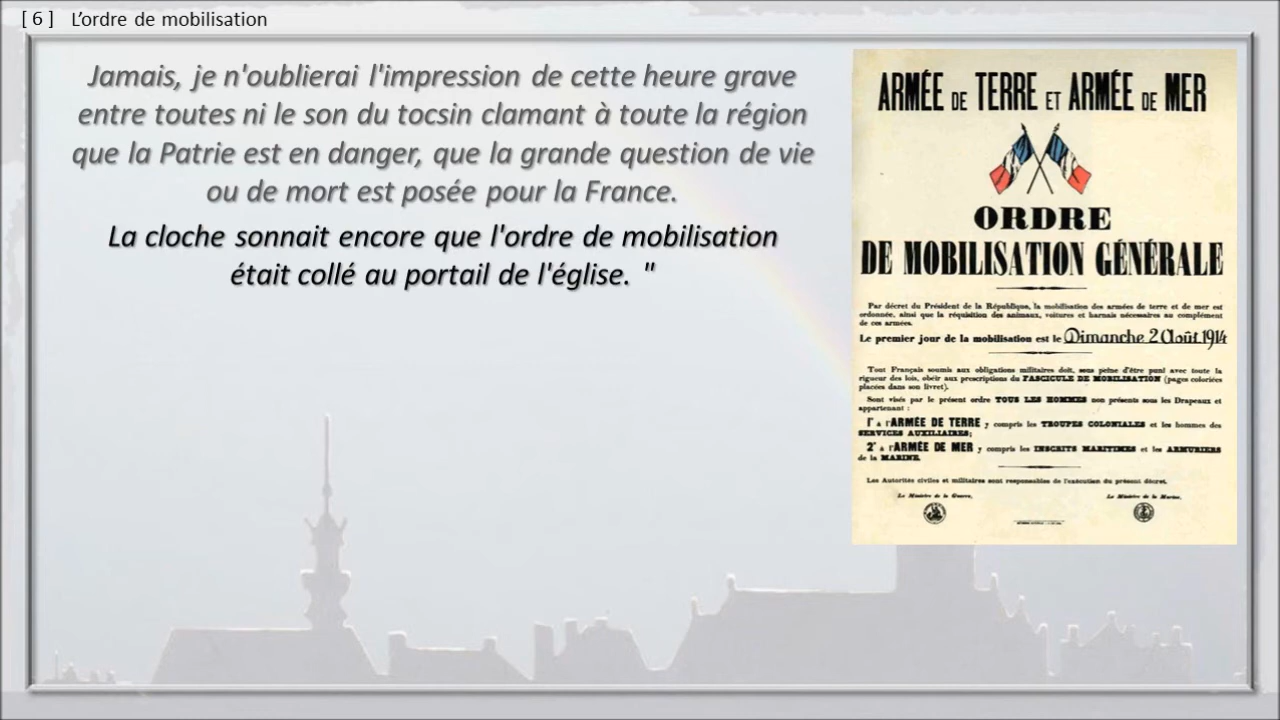 [ 6 ] L’ordre de mobilisation
Jamais, je n'oublierai l'impression de cette heure grave
entre toutes ni le son du tocsin clamant à toute la région
que la Patrie est en danger, que la grande question de vie
ou de mort est posée pour la France.
La cloche sonnait encore que l'ordre de mobilisation
était collé au portail de l'église. "
ARMÉE DE TERRE ET ARMÉE DE MER
ORDRE
DE MOBILISATION GÉNÉRALE
Par décret du Président de la République, la mobilisation des armées de terre et de mer est
ordonnée, ainsi que la réquisition des animaux, voitures et harnais nécessaires au complément
de ces armées.
Le premier jour de la mobilisation est le Dimanche 2 Août 1914
Tout Français soumis aux obligations militaires doit, sous peine d'être puni avec toute la
rigueur des lois, obéir aux prescriptions du FASCICULE DE MOBILISATION (pages coloriées
placées dans son livret).
Sont visés par le présent ordre TOUS LES HOMMES non présents sous les Drapeaux et
appartenant :
1° à l'ARMÉE DE TERRE y compris les TROUPES COLONIALES et les hommes des
SERVICES AUXILIAIRES;
2° à l'ARMÉE DE MER y compris les INSCRITS MARITIMES et les ARMURIERS
de la MARINE.
Les Autorités civiles et militaires sont responsables de l'exécution du présent décret.
Le Ministre de la Guerre, Le Ministre de la Marine,